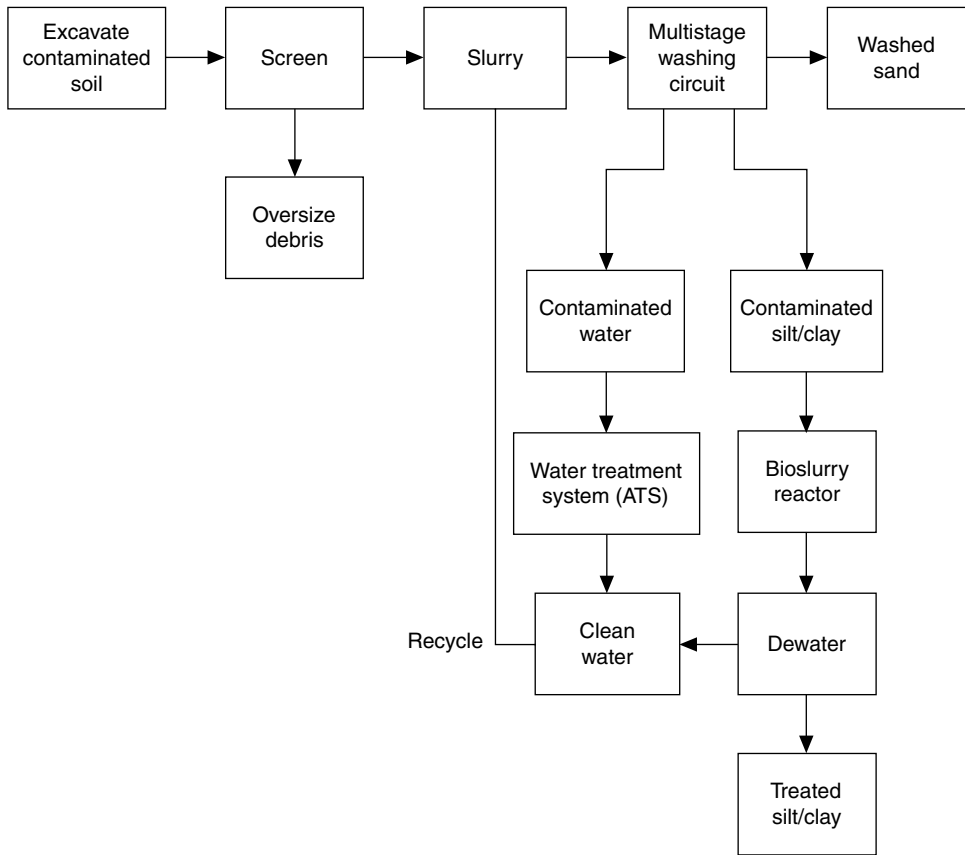 Excavate
contaminated
soil
Screen
Slurry
Multistage
washing
circuit
Washed
sand
Oversize
debris
Contaminated
water
Contaminated
silt/clay
Water treatment
system (ATS)
Bioslurry
reactor
Recycle
Clean
water
Dewater
Treated
silt/clay